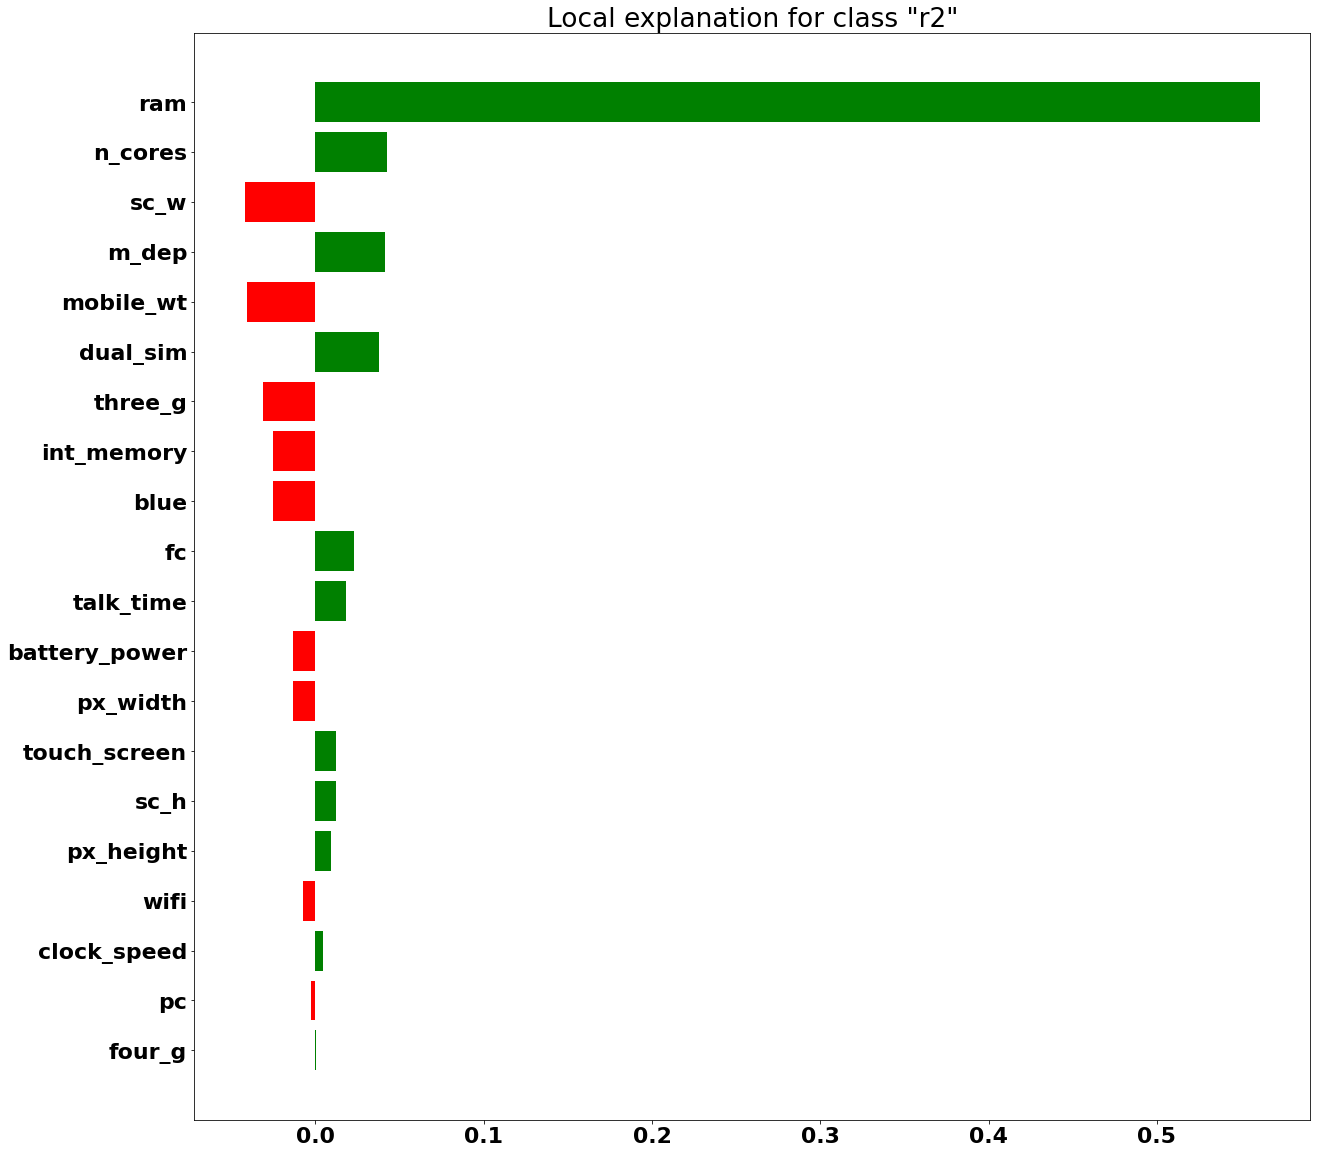 Local explanation for class "r2"
ram
n_cores
sc_w
m_dep
mobile_wt
dual_sim
three_g
int_memory
blue
fc
talk_time
battery_power
px_width
touch_screen
sc_h
px_height
wifi
clock_speed
pc
four_g
0.0 0.1 0.2 0.3 0.4 0.5